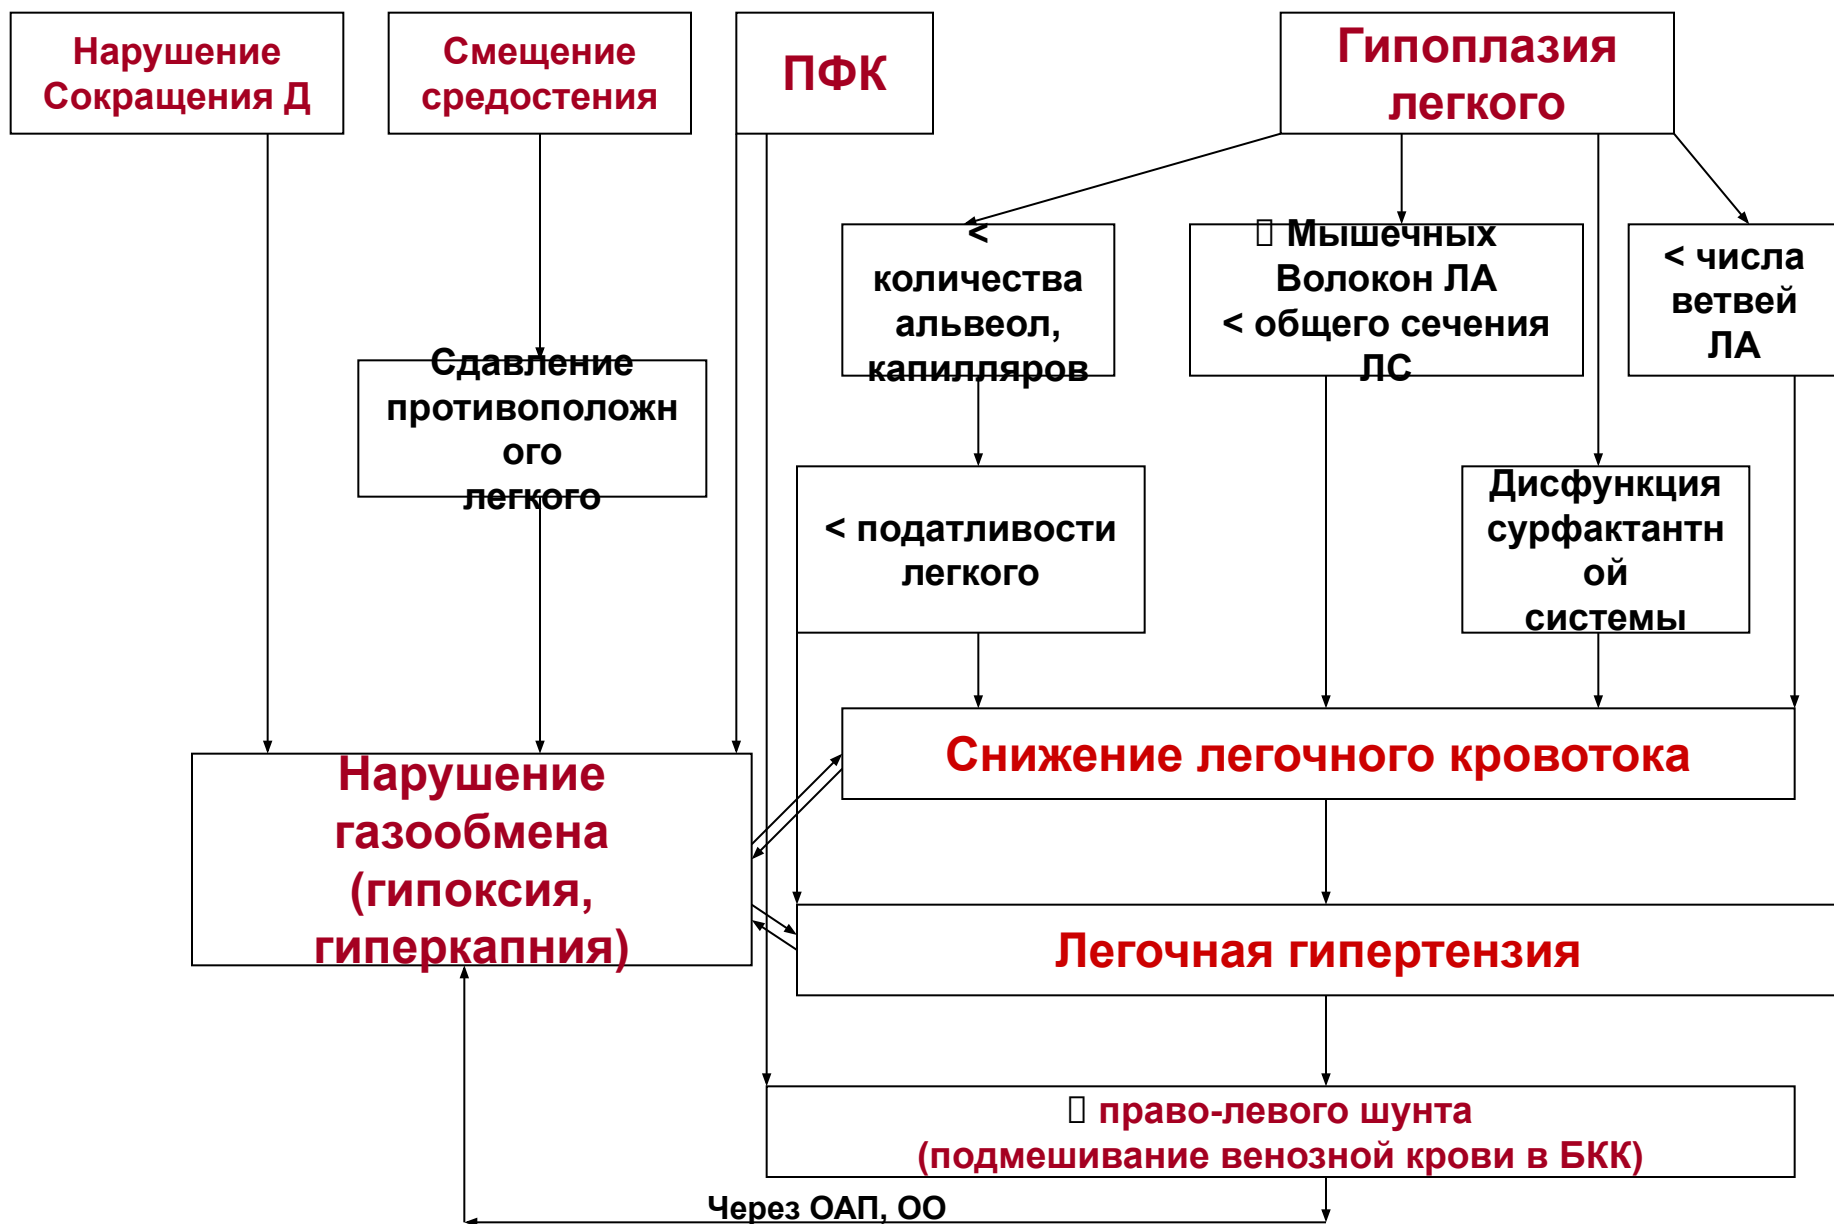 Нарушение
Сокращения Д
Смещение
средостения
ПФК
Гипоплазия
легкого
<
количества
альвеол,
капилляров
▯ Мышечных
Волокон ЛА
< общего сечения
ЛС
< числа
ветвей
ЛА
Сдавление
противоположн
ого
легкого
< податливости
легкого
Дисфункция
сурфактантн
ой
системы
Снижение легочного кровотока
Нарушение
газообмена
(гипоксия,
гиперкапния)
Легочная гипертензия
▯ право-левого шунта
(подмешивание венозной крови в БКК)
Через ОАП, ОО